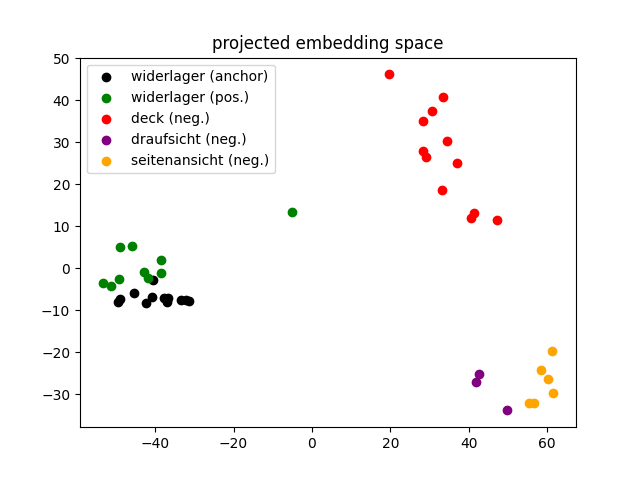 projected embedding space
50
40
30
20
10
0
−10
−20
−30
−40
−20
0
20
40
60
widerlager (anchor)
widerlager (pos.)
deck (neg.)
draufsicht (neg.)
seitenansicht (neg.)